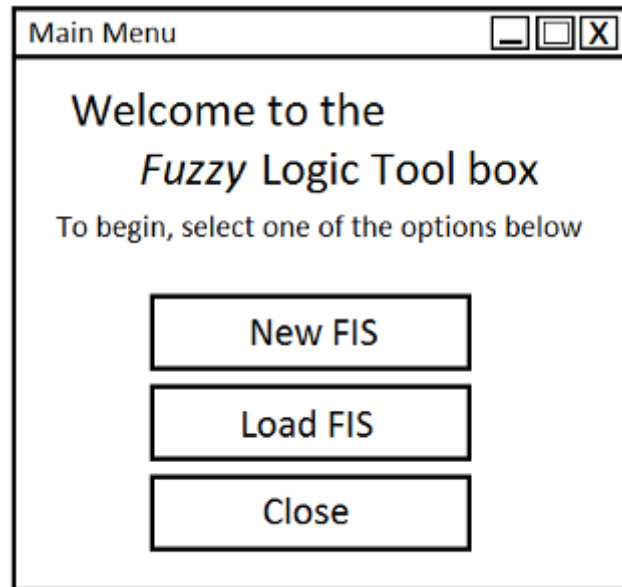 Main Menu
Welcome to the
Fuzzy Logic Tool box
To begin, select one of the options below
New FIS
Load FIS
Close